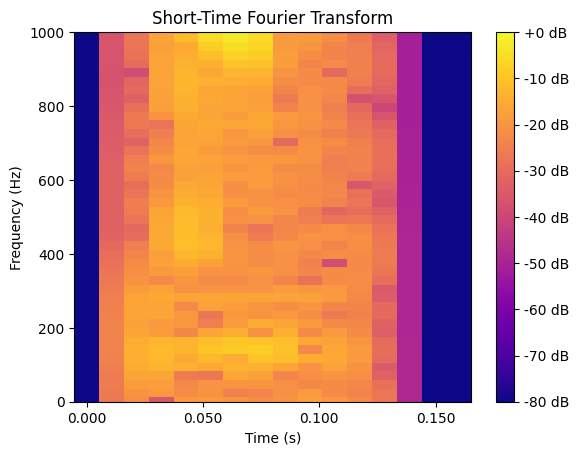 Short-Time Fourier Transform
Frequency (Hz)
1000
800
600
400
200
0
0.000
0.050
0.100
0.150
Time (s)
+0 dB
-10 dB
-20 dB
-30 dB
-40 dB
-50 dB
-60 dB
-70 dB
-80 dB